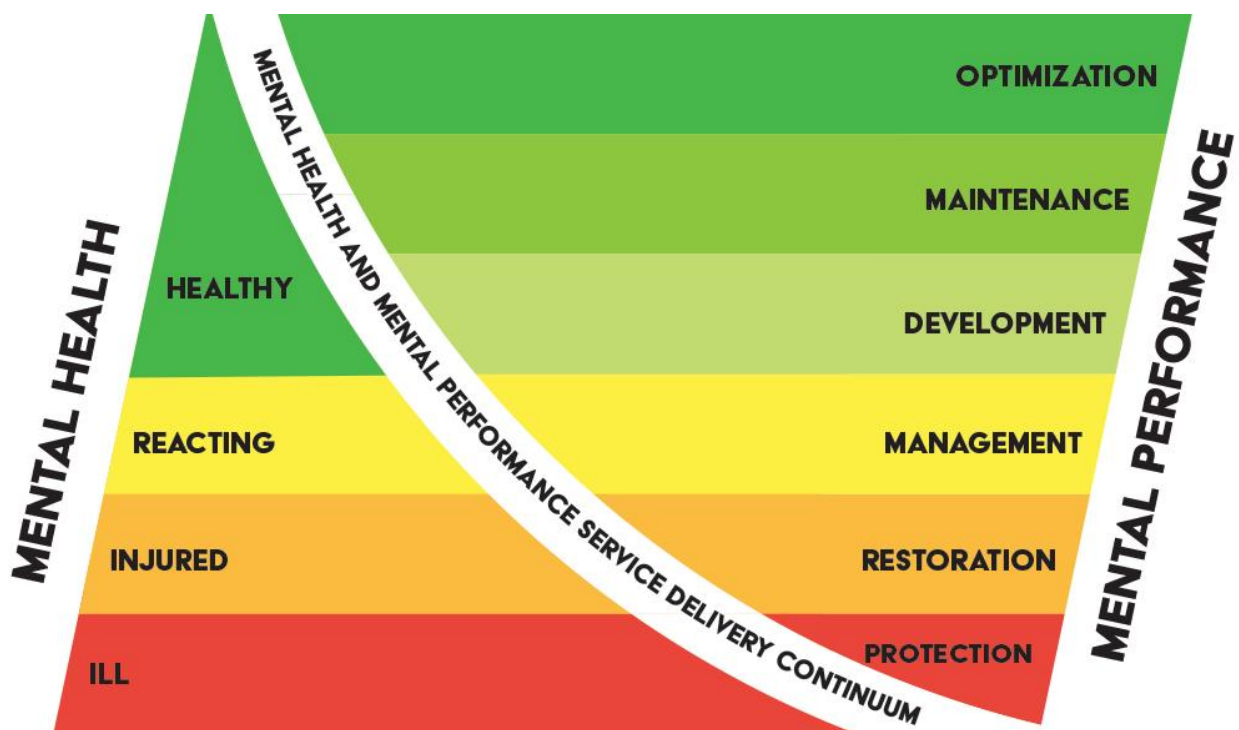 MENTAL HEALTH
HEALTHY
REACTING
INJURED
ILL
MENTAL HEALTH AND MENTAL PERFORMANCE SERVICE DELIVERY CONTINUUM
OPTIMIZATION
MAINTENANCE
DEVELOPMENT
MANAGEMENT
RESTORATION
PROTECTION
MENTAL PERFORMANCE